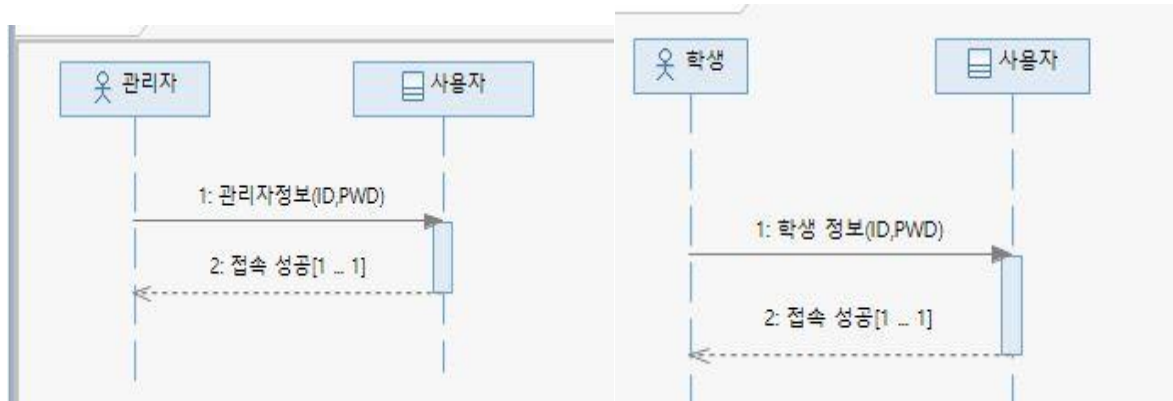 관리자
사용자
1: 관리자정보(ID,PWD)
2: 접속 성공[1 ... 1]
학생
사용자
1: 학생 정보(ID,PWD)
2: 접속 성공[1 ... 1]